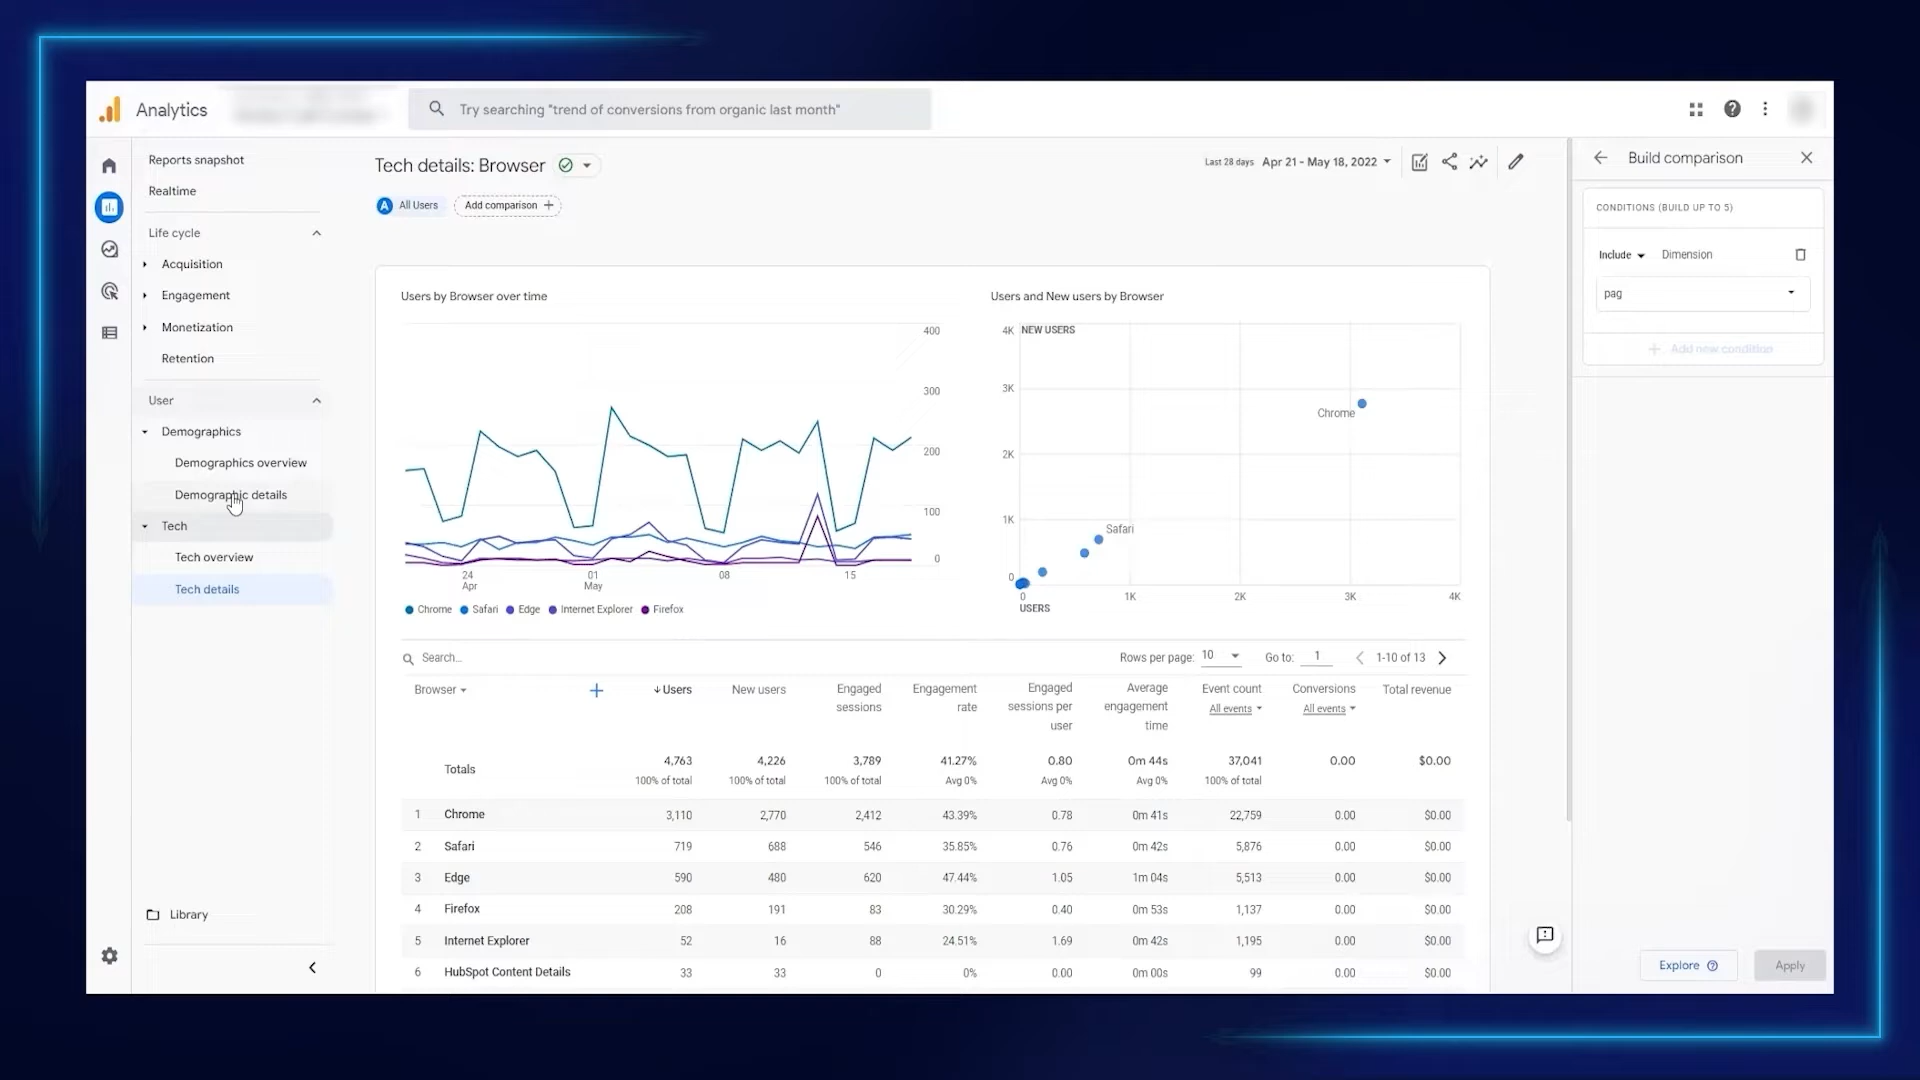 Analytics
Try searching "trend of conversions from organic last month"
Reports snapshot
Realtime
Life cycle
Acquisition
Engagement
Monetization
Retention
User
Demographics
Demographics overview
Demographic details
Tech
Tech overview
Tech details
Library
Tech details: Browser
Last 28 days Apr 21 - May 18, 2022
A All Users
Add comparison +
Users by Browser over time
400
300
200
100
0
24 Apr
01 May
08
15
Chrome Safari Edge Internet Explorer Firefox
Users and New users by Browser
4K NEW USERS
3K
2K
1K
0
Chrome
Safari
0 1K 2K 3K 4K
USERS
Search...
Rows per page: 10 Go to: 1 1-10 of 13
Browser + ↓ Users New users Engaged sessions Engagement rate Engaged sessions per user Average engagement time Event count All events Conversions All events Total revenue
Totals 4,763 4,226 3,789 41.27% 0.80 0m 44s 37,041 0.00 $0.00
100% of total 100% of total 100% of total Avg 0% Avg 0% Avg 0% 100% of total
1 Chrome 3,110 2,770 2,412 43.39% 0.78 0m 41s 22,759 0.00 $0.00
2 Safari 719 688 546 35.85% 0.76 0m 42s 5,876 0.00 $0.00
3 Edge 590 480 620 47.44% 1.05 1m 04s 5,513 0.00 $0.00
4 Firefox 208 191 83 30.29% 0.40 0m 53s 1,137 0.00 $0.00
5 Internet Explorer 52 16 88 24.51% 1.69 0m 42s 1,195 0.00 $0.00
6 HubSpot Content Details 33 33 0 0% 0.00 0m 00s 99 0.00 $0.00
Build comparison
CONDITIONS (BUILD UP TO 5)
Include Dimension
pag
+ Add new condition
Explore
Apply